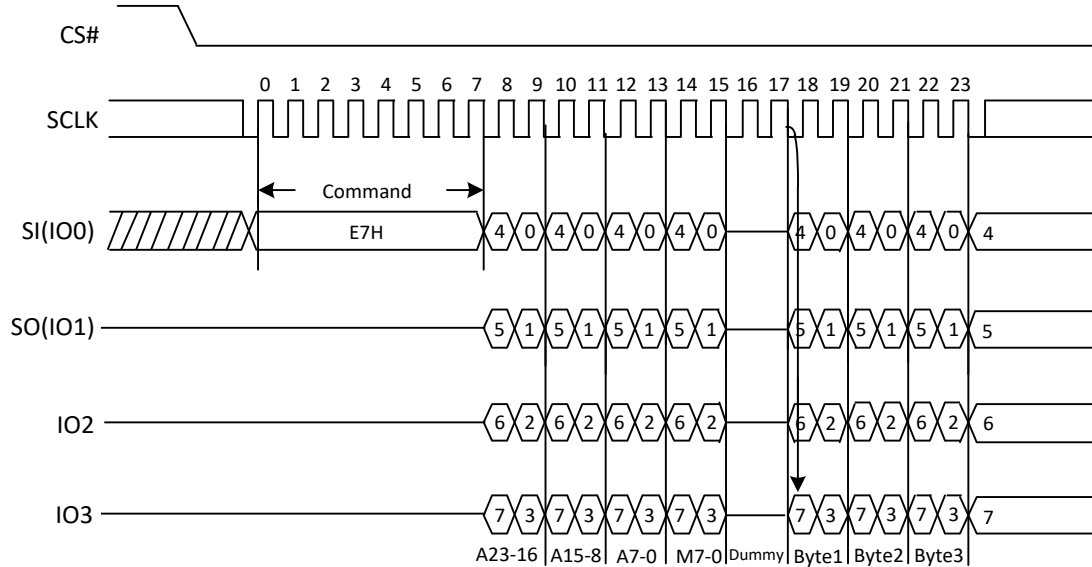 CS#
0 1 2 3 4 5 6 7 8 9 10 11 12 13 14 15 16 17 18 19 20 21 22 23
SCLK
Command
SI(IO0) E7H 4 0 4 0 4 0 4 0 4 0 4 0 4 0 4
SO(IO1) 5 1 5 1 5 1 5 1 5 1 5 1 5 1 5
IO2 6 2 6 2 6 2 6 2 6 2 6 2 6 2 6
IO3 7 3 7 3 7 3 7 3 7 3 7 3 7 3 7
A23-16 A15-8 A7-0 M7-0 Dummy Byte1 Byte2 Byte3